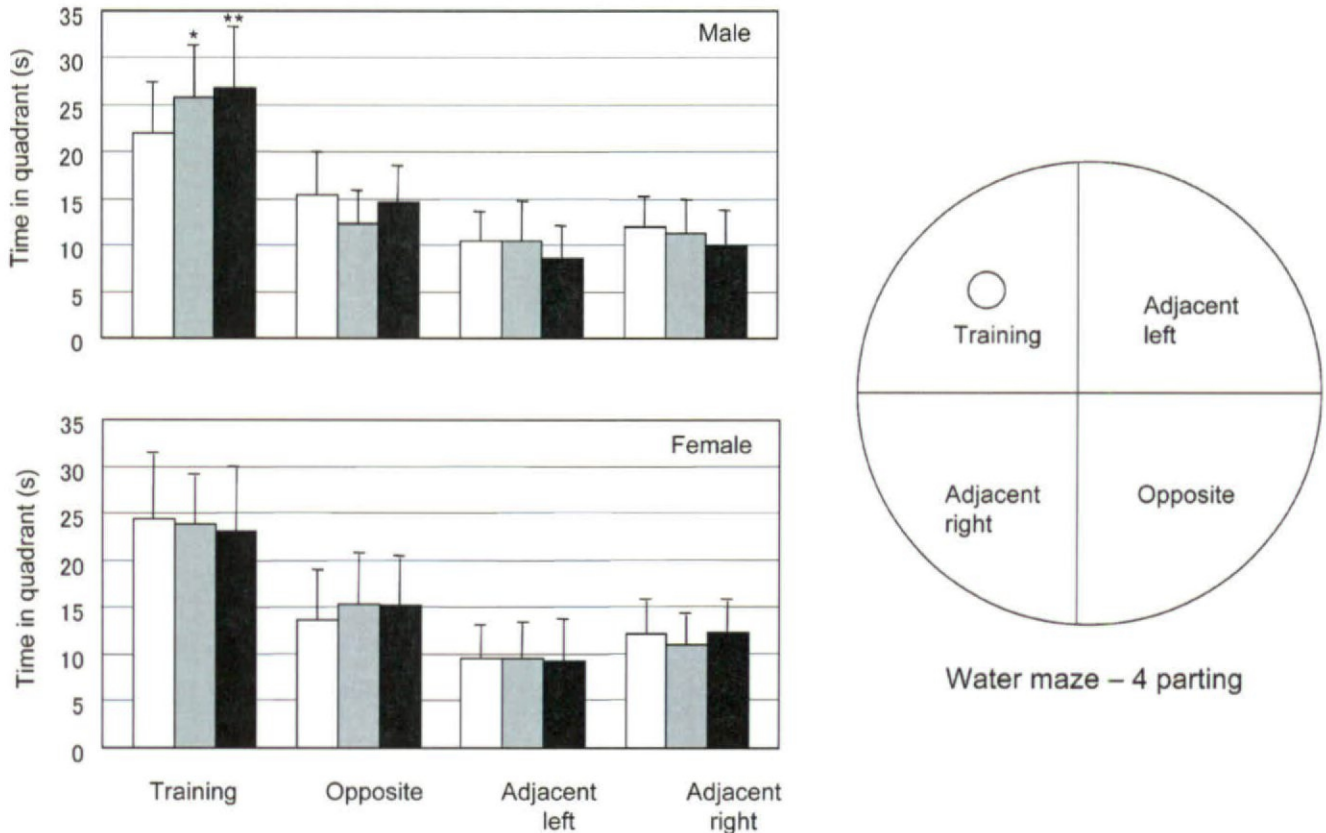 35
30
25
20
15
10
5
0
Time in quadrant (s)
*
**
Male
35
30
25
20
15
10
5
0
Time in quadrant (s)
Female
Training
Opposite
Adjacent
left
Adjacent
right
Training
Adjacent
left
Adjacent
right
Opposite
Water maze – 4 parting